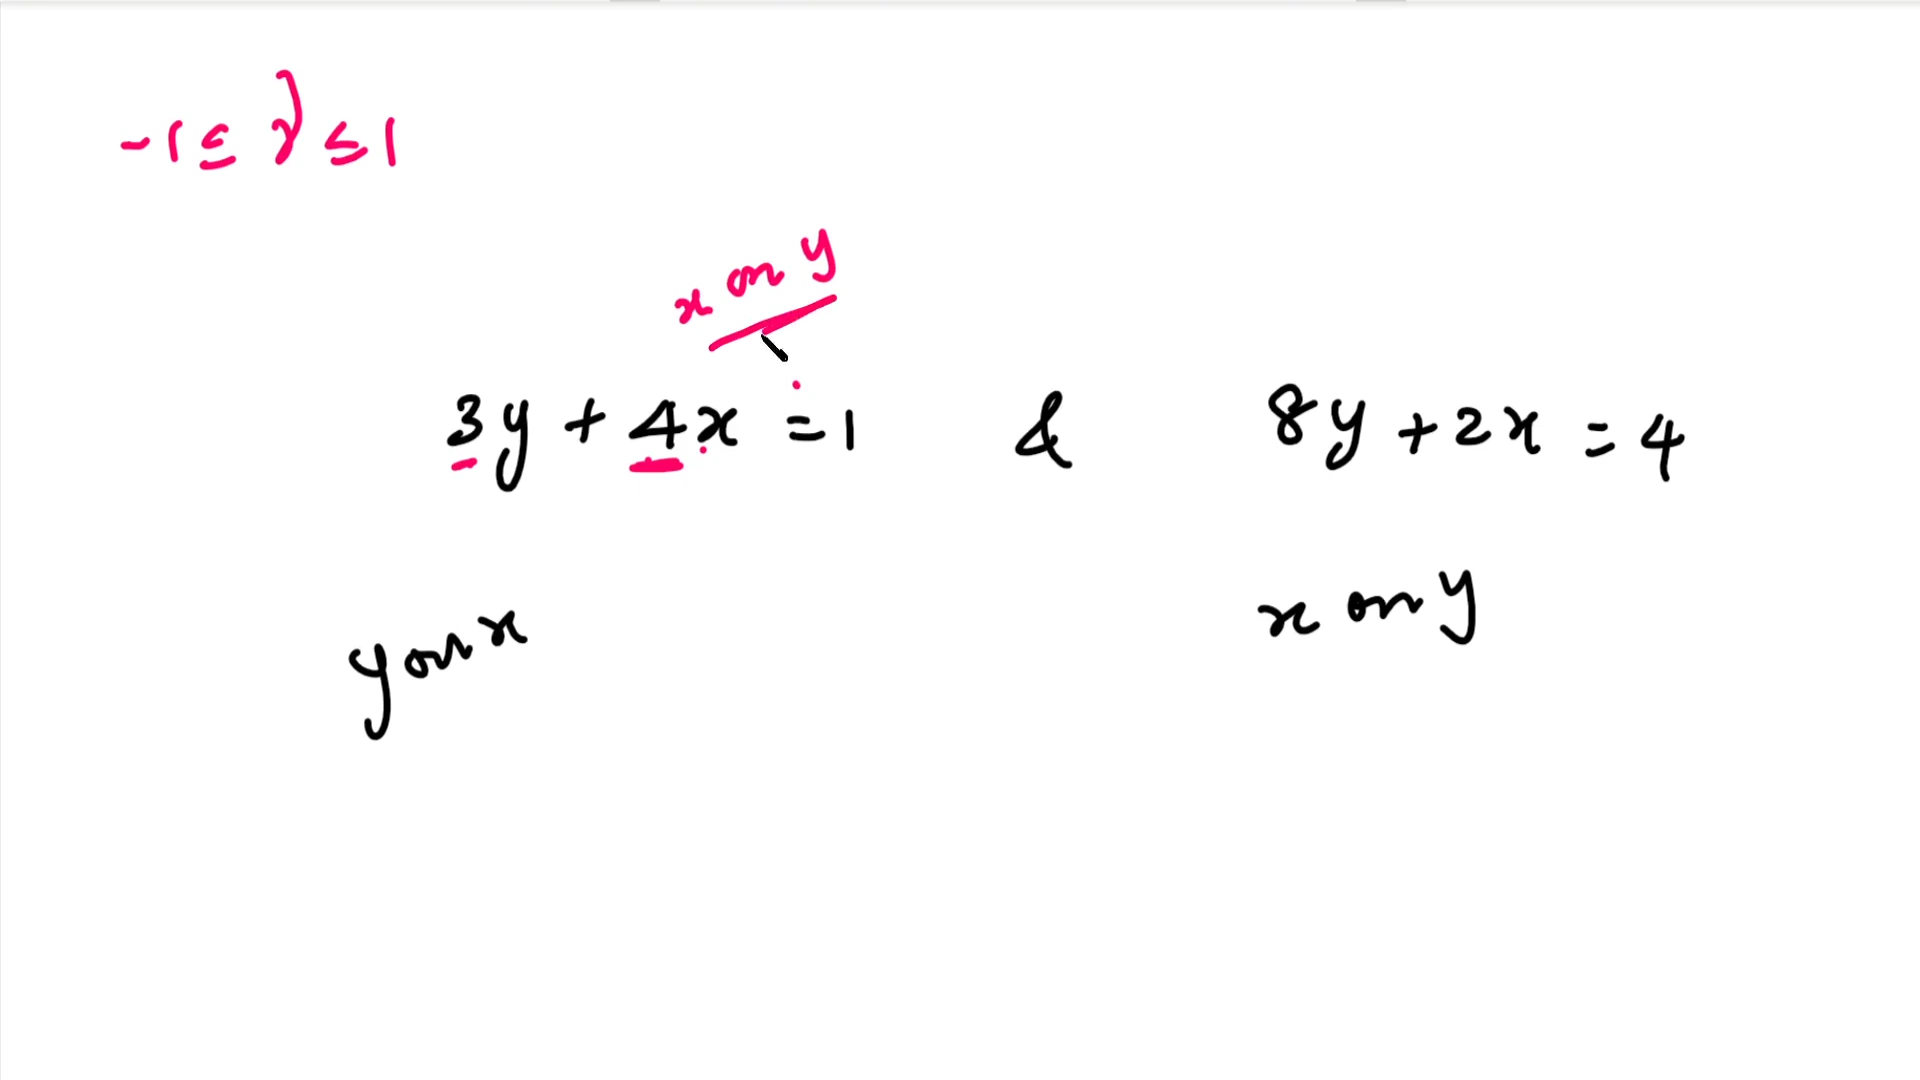 -1 ≤ r ≤ 1
x on y
3y + 4x = 1 & 8y + 2x = 4
y on x x on y